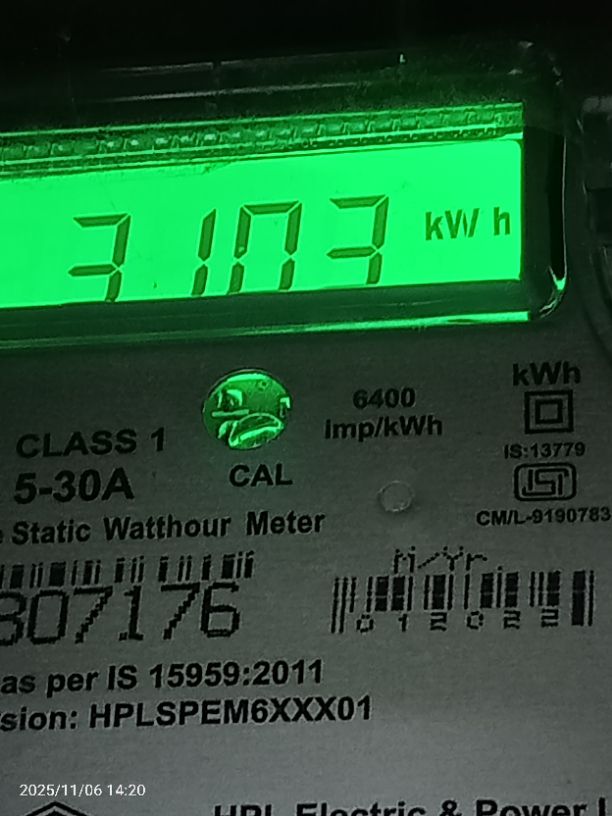 3103 kWh
kWh
6400
imp/kWh
CLASS 1
IS:13779
5-30A
CAL
ISI
CM/L-9190783
Static Watthour Meter
M/Yr
307176
012022
as per IS 15959:2011
sion: HPLSPEM6XXX01
2025/11/06 14:20
HPL Electric & Power